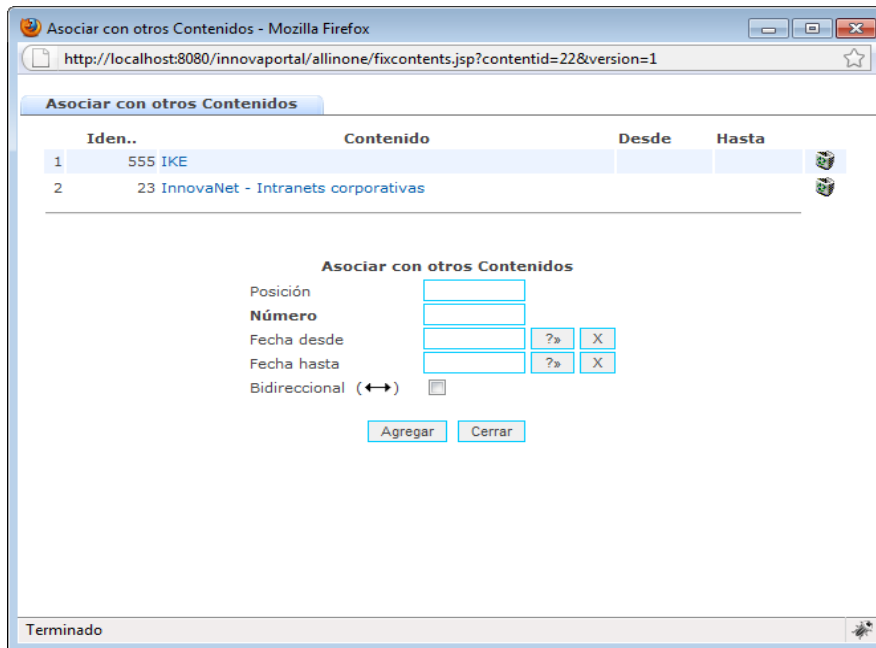 Asociar con otros Contenidos - Mozilla Firefox
http://localhost:8080/innovaportal/allinone/fixcontents.jsp?contentid=22&version=1
Asociar con otros Contenidos
Iden.. Contenido Desde Hasta
1 555 IKE
2 23 InnovaNet - Intranets corporativas
Asociar con otros Contenidos
Posición
Número
Fecha desde ?» X
Fecha hasta ?» X
Bidireccional (↔)
Agregar Cerrar
Terminado